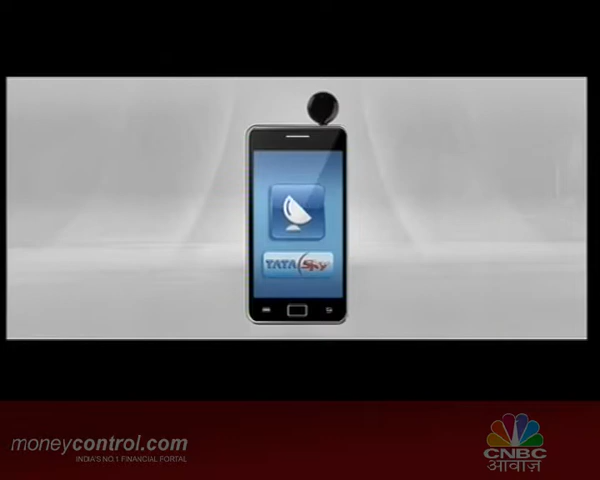 TATA Sky
moneycontrol.com
INDIA'S NO.1 FINANCIAL PORTAL
CNBC
आवाज़